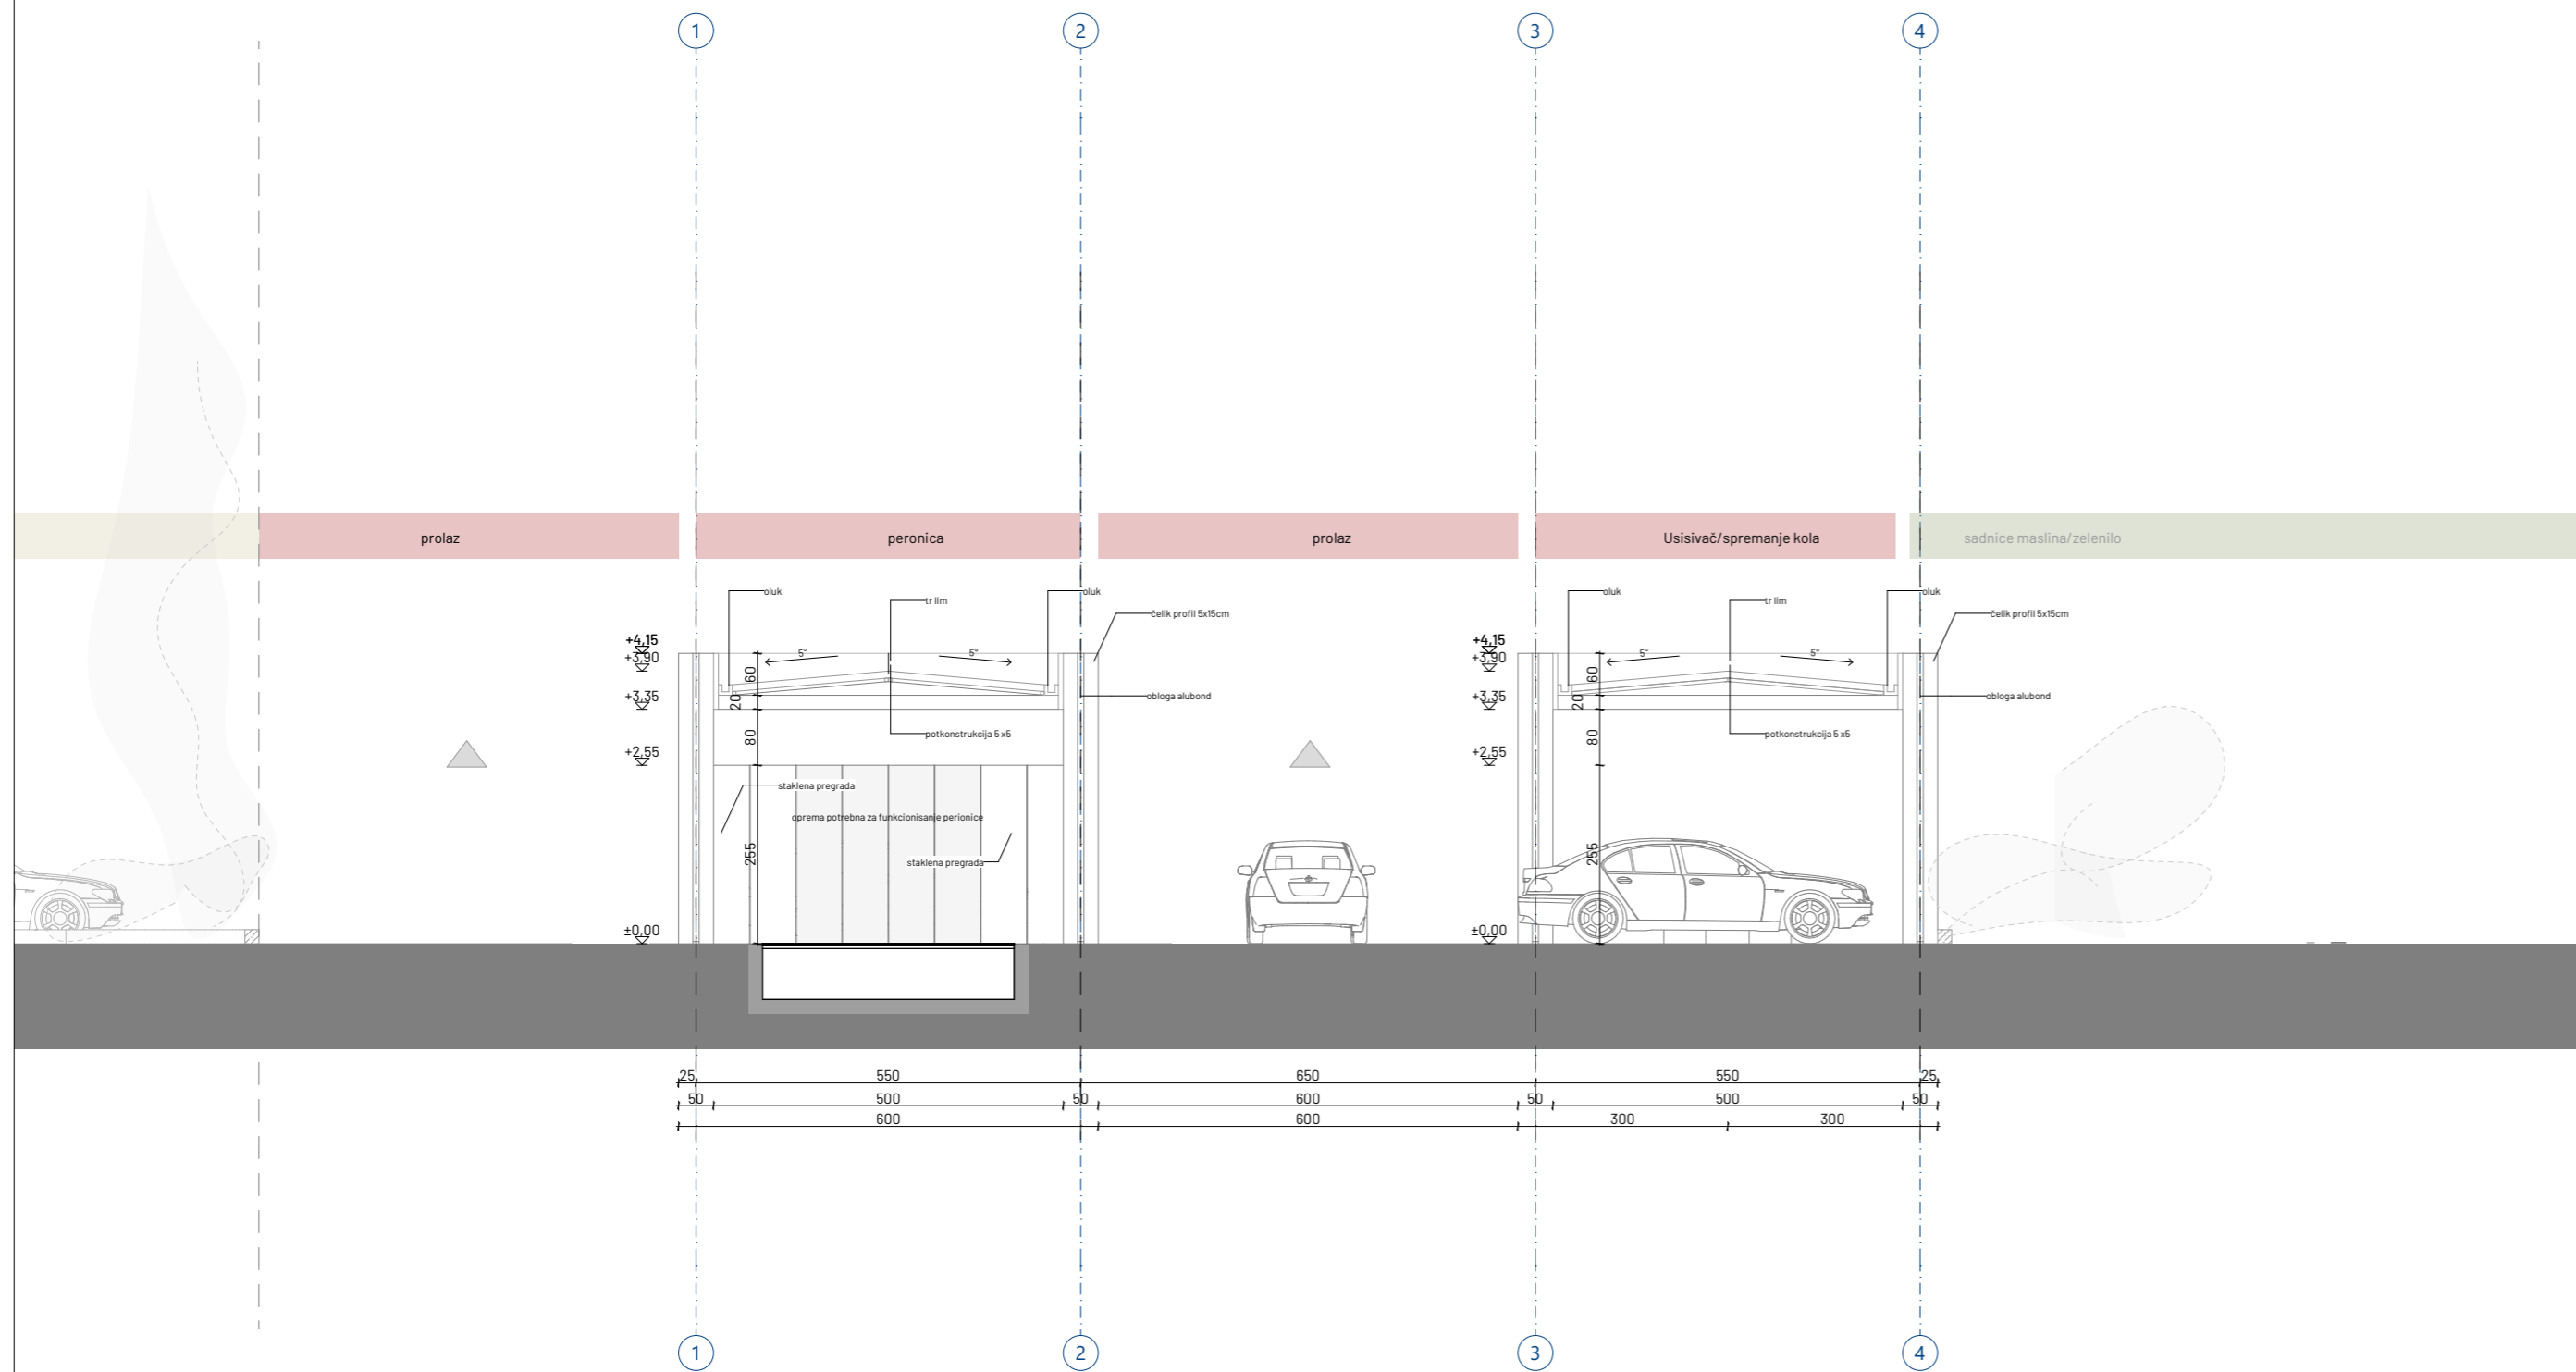 1 2 3 4
prolaz peronica prolaz Usisivač/spremanje kola sadnice maslina/zelenilo
oluk tr lim oluk oluk tr lim oluk
čelik profil 5x15cm čelik profil 5x15cm
+4,15 +4,15
+3,90 5° 5° +3,90 5° 5°
60 60
+3,35 20 obloga alubond +3,35 20 obloga alubond
80 potkonstrukcija 5 x5 80 potkonstrukcija 5 x5
+2,55 +2,55
staklena pregrada
oprema potrebna za funkcionisanje perionice
255 staklena pregrada 255
±0,00 ±0,00
25 550 650 550 25
50 500 50 600 50 500 50
600 600 300 300
1 2 3 4